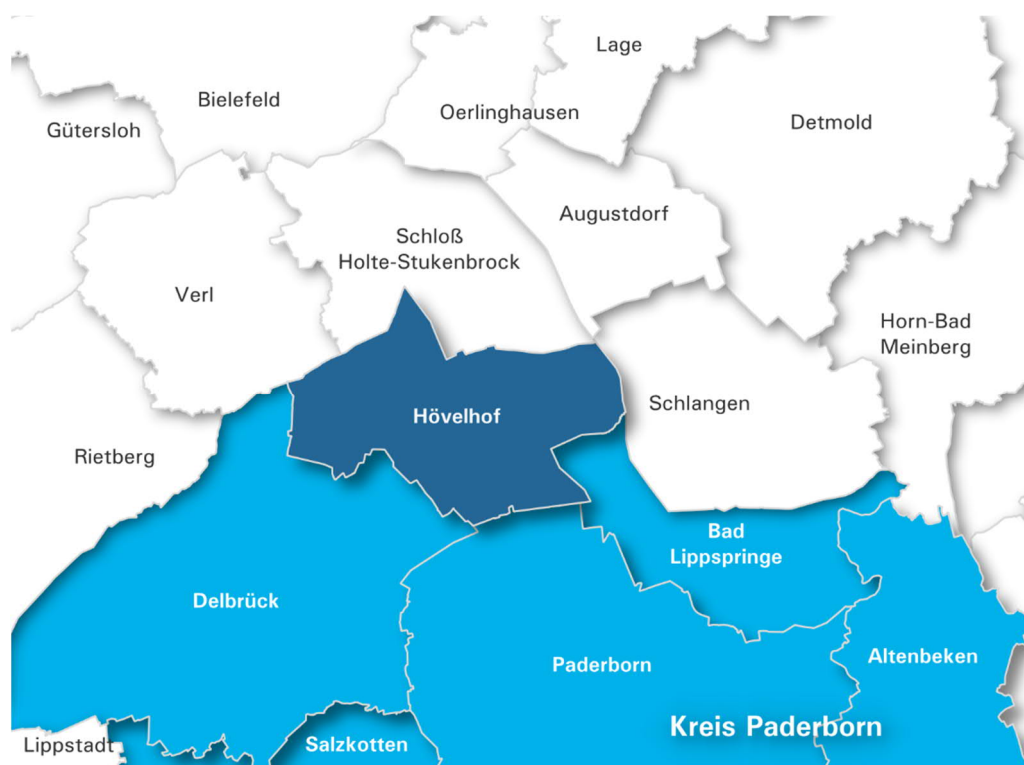 Lage
Bielefeld
Oerlinghausen
Gütersloh
Detmold
Augustdorf
Schloß
Holte-Stukenbrock
Verl
Horn-Bad
Meinberg
Schlangen
Hövelhof
Rietberg
Bad
Lippspringe
Delbrück
Altenbeken
Paderborn
Kreis Paderborn
Lippstadt
Salzkotten